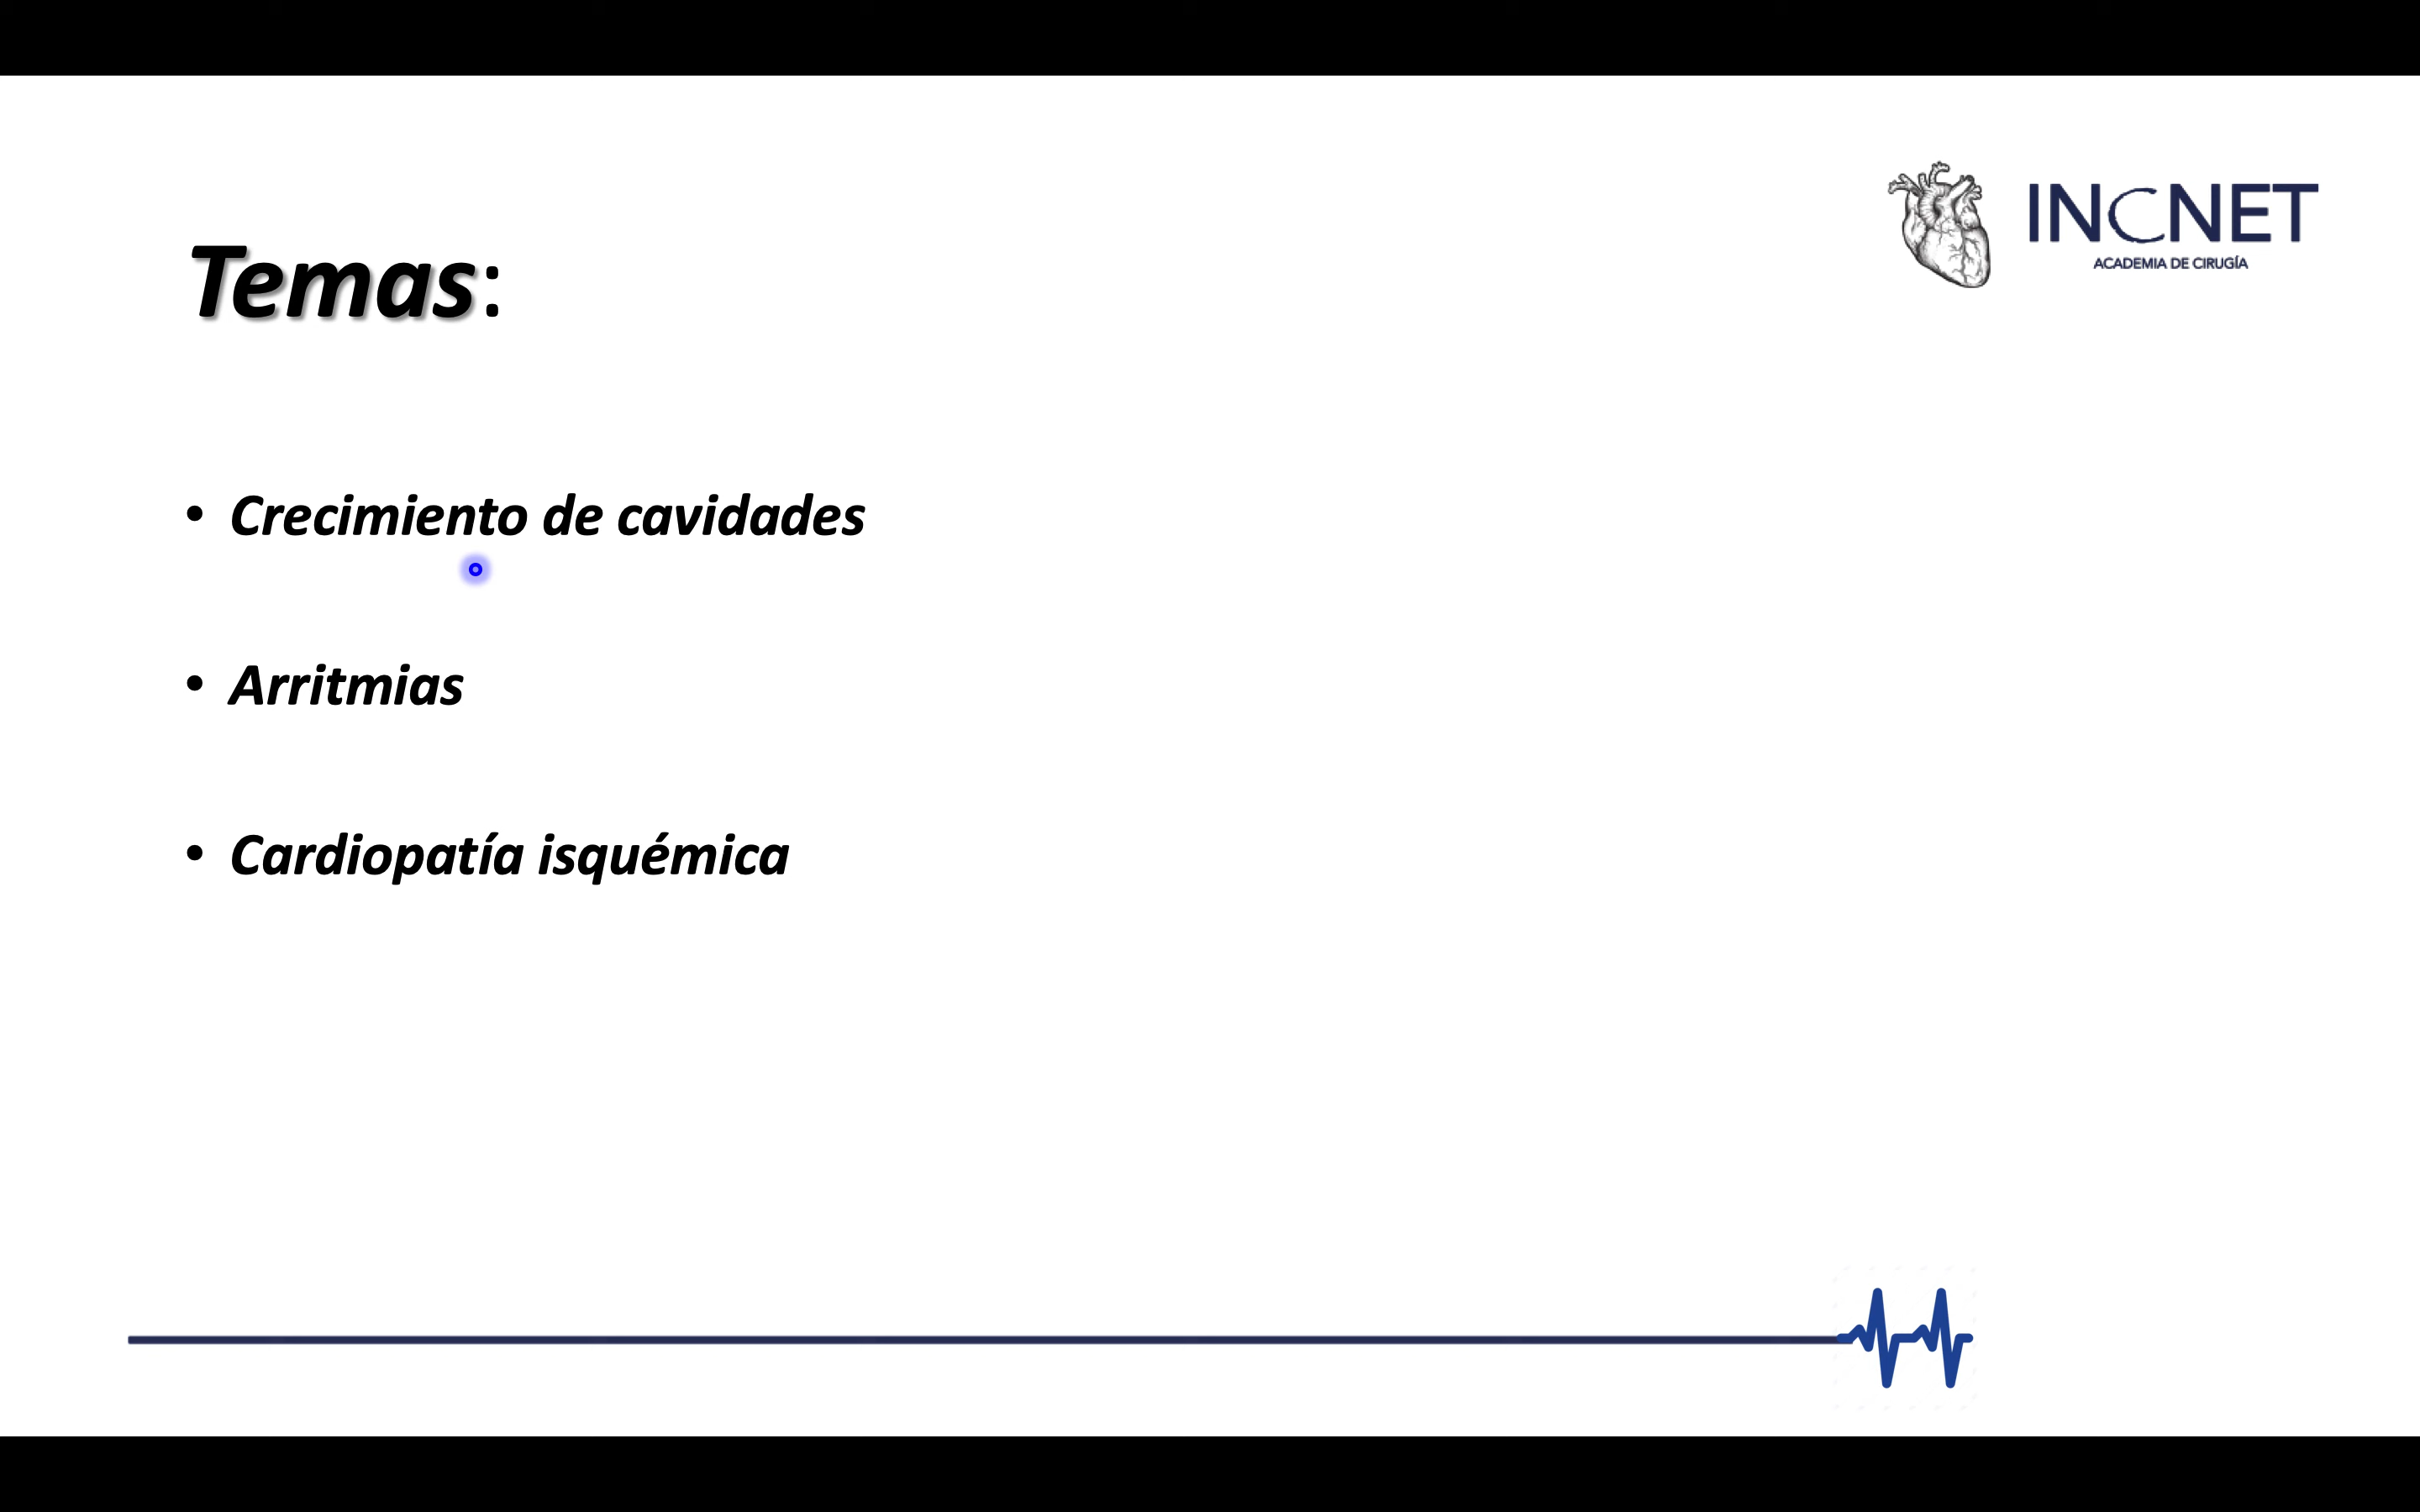 INCNET
ACADEMIA DE CIRUGÍA
Temas:
• Crecimiento de cavidades
• Arritmias
• Cardiopatía isquémica